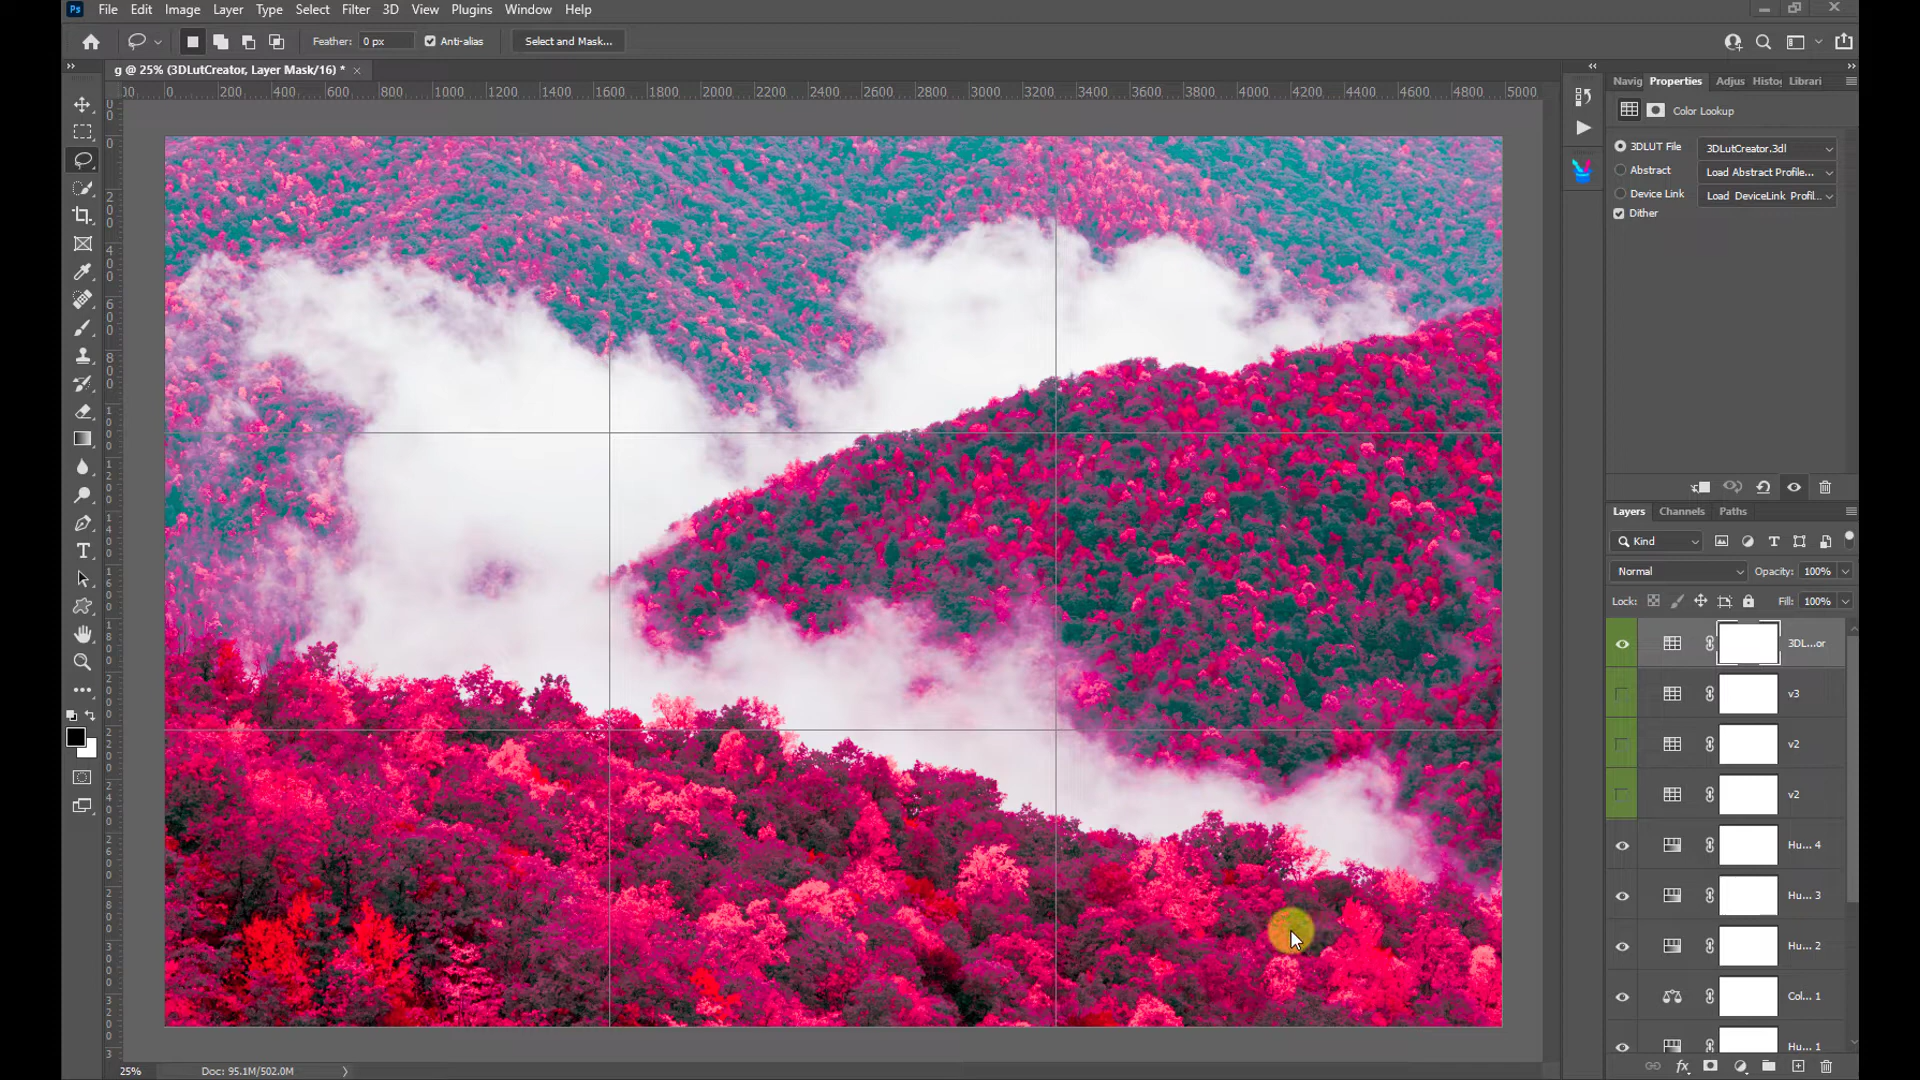 Ps File Edit Image Layer Type Select Filter 3D View Plugins Window Help
Feather: 0 px Anti-alias Select and Mask...
g @ 25% (3DLutCreator, Layer Mask/16) * ×
00 0 200 400 600 800 1000 1200 1400 1600 1800 2000 2200 2400 2600 2800 3000 3200 3400 3600 3800 4000 4200 4400 4600 4800 5000
Navig Properties Adjus Histog Librari
Color Lookup
3DLUT File 3DLutCreator.3dl
Abstract Load Abstract Profile...
Device Link Load DeviceLink Profil...
Dither
Layers Channels Paths
Kind
Normal Opacity: 100%
Lock: Fill: 100%
3DL...or
v3
v2
v2
Hu... 4
Hu... 3
Hu... 2
Col... 1
Hu... 1
fx
25% Doc: 95.1M/502.0M